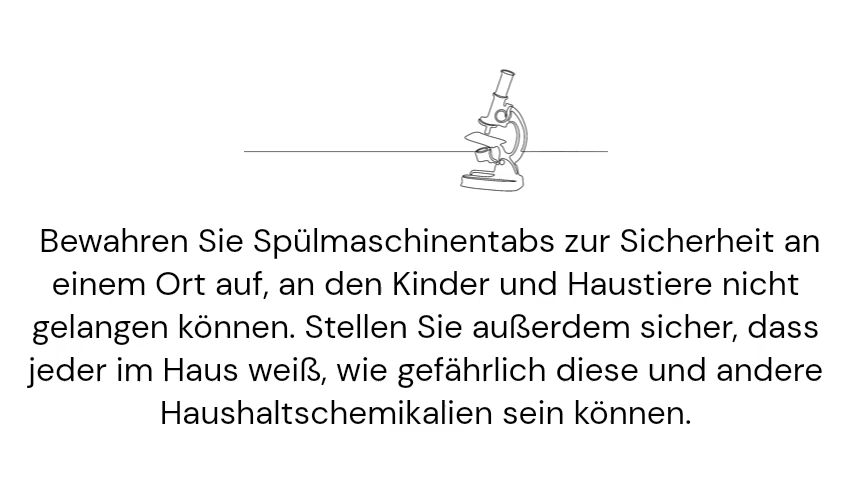 Bewahren Sie Spülmaschinentabs zur Sicherheit an
einem Ort auf, an den Kinder und Haustiere nicht
gelangen können. Stellen Sie außerdem sicher, dass
jeder im Haus weiß, wie gefährlich diese und andere
Haushaltschemikalien sein können.